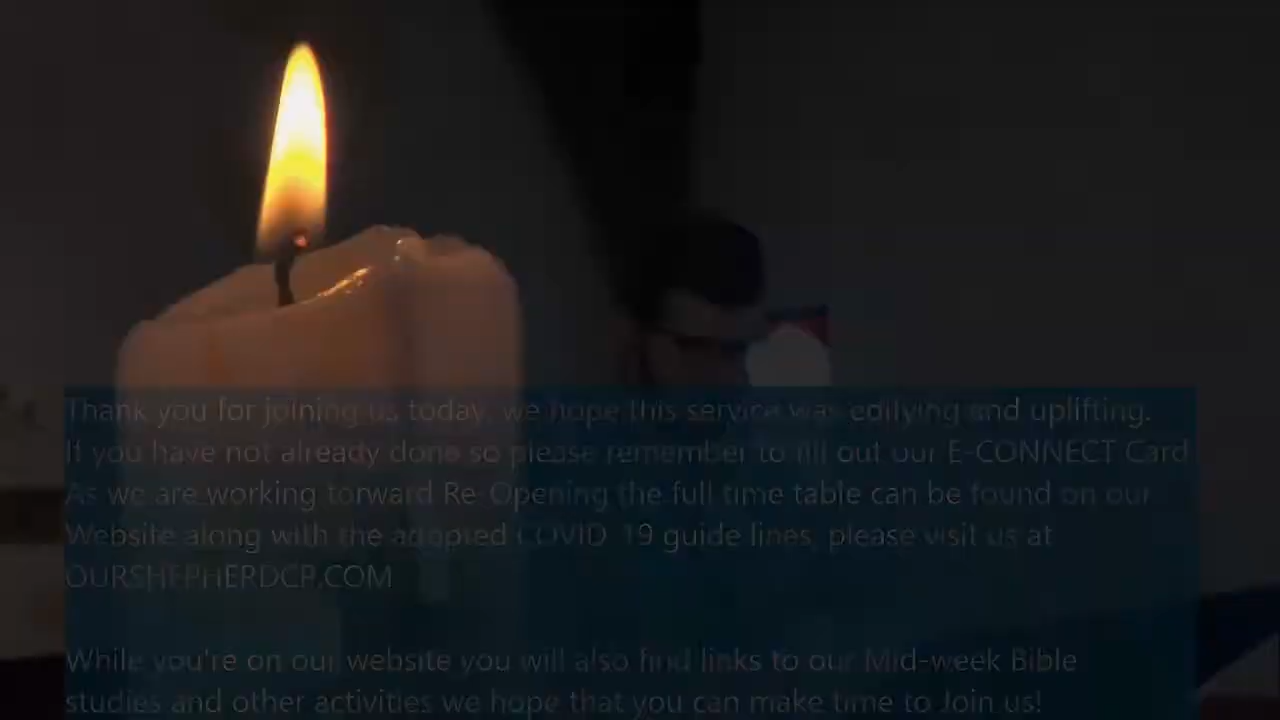 Thank you for joining us today, we hope this service was edifying and uplifting.
If you have not already done so please remember to fill out our E-CONNECT Card
As we are working torward Re-Opening the full time table can be found on our
Website along with the adopted COVID-19 guide lines, please visit us at
OURSHEPHERDCP.COM
While you're on our website you will also find links to our Mid-week Bible
studies and other activities we hope that you can make time to Join us!